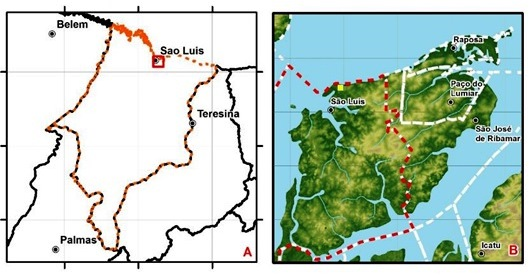 Belem
Sao Luis
Teresina
Palmas
A
Raposa
Paço do
Lumiar
São Luís
São José
de Ribamar
Icatu
B